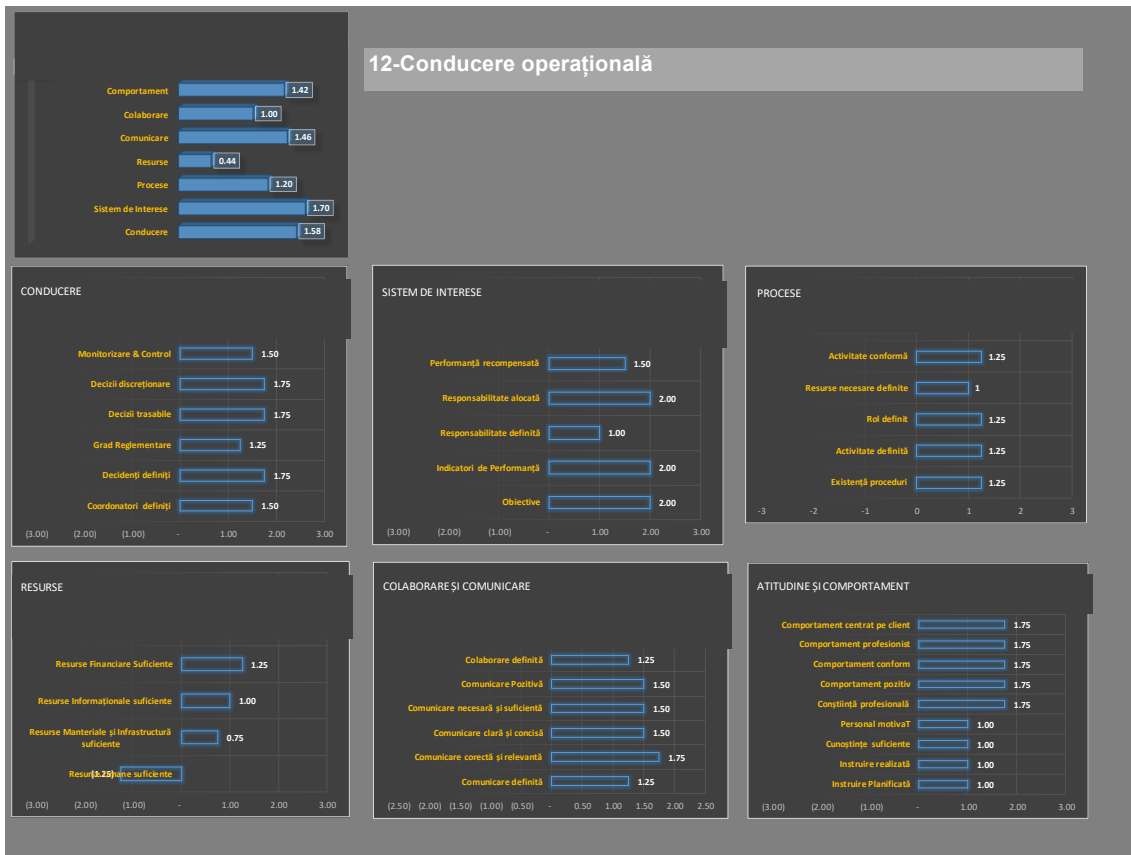 12-Conducere operațională
Comportament 1.42
Colaborare 1.00
Comunicare 1.46
Resurse 0.44
Procese 1.20
Sistem de Interese 1.70
Conducere 1.58
CONDUCERE
Monitorizare & Control 1.50
Decizii discreționare 1.75
Decizii trasabile 1.75
Grad Reglementare 1.25
Decidenți definiți 1.75
Coordonatori definiți 1.50
(3.00) (2.00) (1.00) - 1.00 2.00 3.00
SISTEM DE INTERESE
Performanță recompensată 1.50
Responsabilitate alocată 2.00
Responsabilitate definită 1.00
Indicatori de Performanță 2.00
Obiective 2.00
(3.00) (2.00) (1.00) - 1.00 2.00 3.00
PROCESE
Activitate conformă 1.25
Resurse necesare definite 1
Rol definit 1.25
Activitate definită 1.25
Existență proceduri 1.25
-3 -2 -1 0 1 2 3
RESURSE
Resurse Financiare Suficiente 1.25
Resurse Informaționale suficiente 1.00
Resurse Manteriale și Infrastructură
suficiente 0.75
Resurse umane suficiente (1.25)
(3.00) (2.00) (1.00) - 1.00 2.00 3.00
COLABORARE ȘI COMUNICARE
Colaborare definită 1.25
Comunicare Pozitivă 1.50
Comunicare necesară și suficientă 1.50
Comunicare clară și concisă 1.50
Comunicare corectă și relevantă 1.75
Comunicare definită 1.25
(2.50) (2.00) (1.50) (1.00) (0.50) - 0.50 1.00 1.50 2.00 2.50
ATITUDINE ȘI COMPORTAMENT
Comportament centrat pe client 1.75
Comportament profesionist 1.75
Comportament conform 1.75
Comportament pozitiv 1.75
Conștiință profesională 1.75
Personal motivaT 1.00
Cunoștințe suficiente 1.00
Instruire realizată 1.00
Instruire Planificată 1.00
(3.00) (2.00) (1.00) - 1.00 2.00 3.00